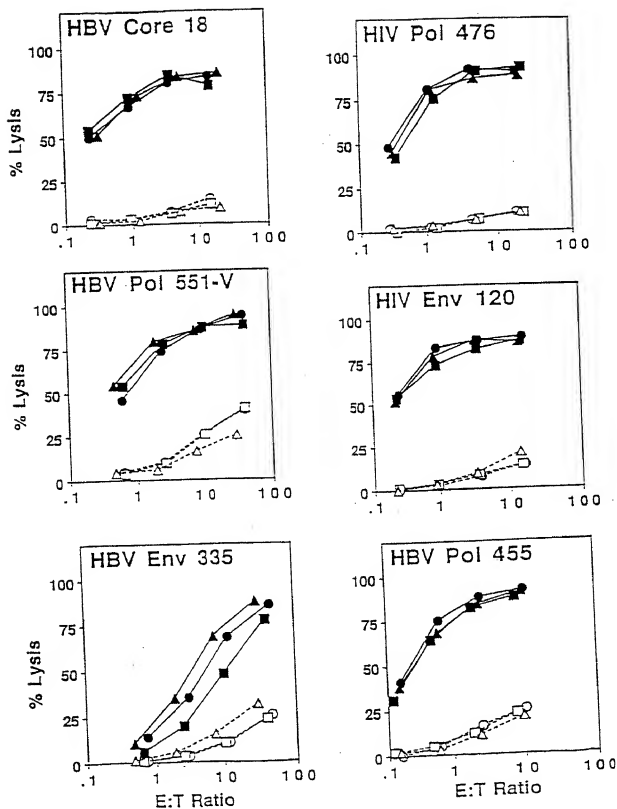 HBV Core 18
% Lysis
100
75
50
25
0
.1 1 10 100
HIV Pol 476
100
75
50
25
0
.1 1 10 100
HBV Pol 551-V
% Lysis
100
75
50
25
0
.1 1 10 100
HIV Env 120
100
75
50
25
0
.1 1 10 100
HBV Env 335
% Lysis
100
75
50
25
0
.1 1 10 100
E:T Ratio
HBV Pol 455
100
75
50
25
0
.1 1 10 100
E:T Ratio